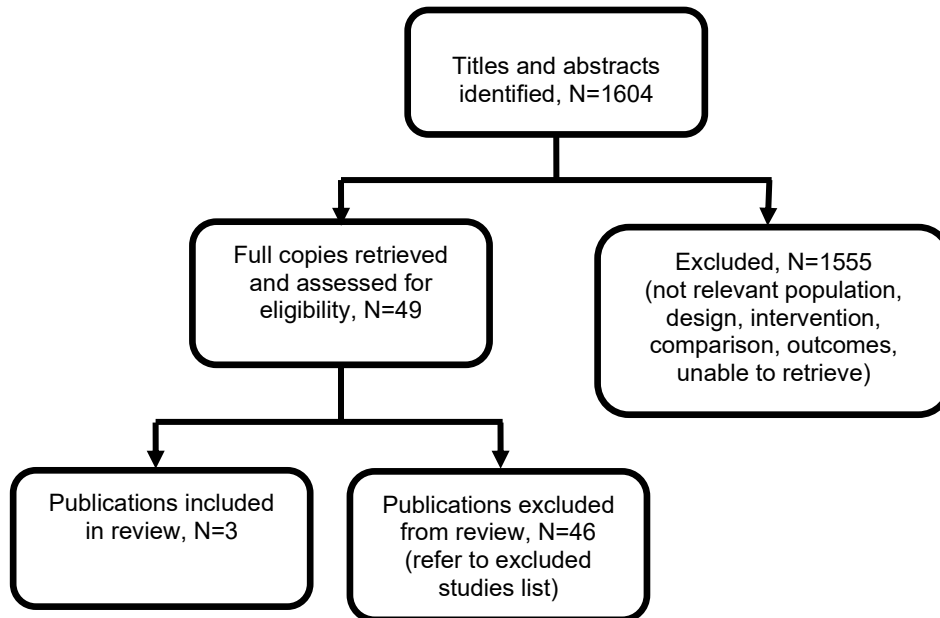 Titles and abstracts
identified, N=1604
Full copies retrieved
and assessed for
eligibility, N=49
Excluded, N=1555
(not relevant population,
design, intervention,
comparison, outcomes,
unable to retrieve)
Publications included
in review, N=3
Publications excluded
from review, N=46
(refer to excluded
studies list)